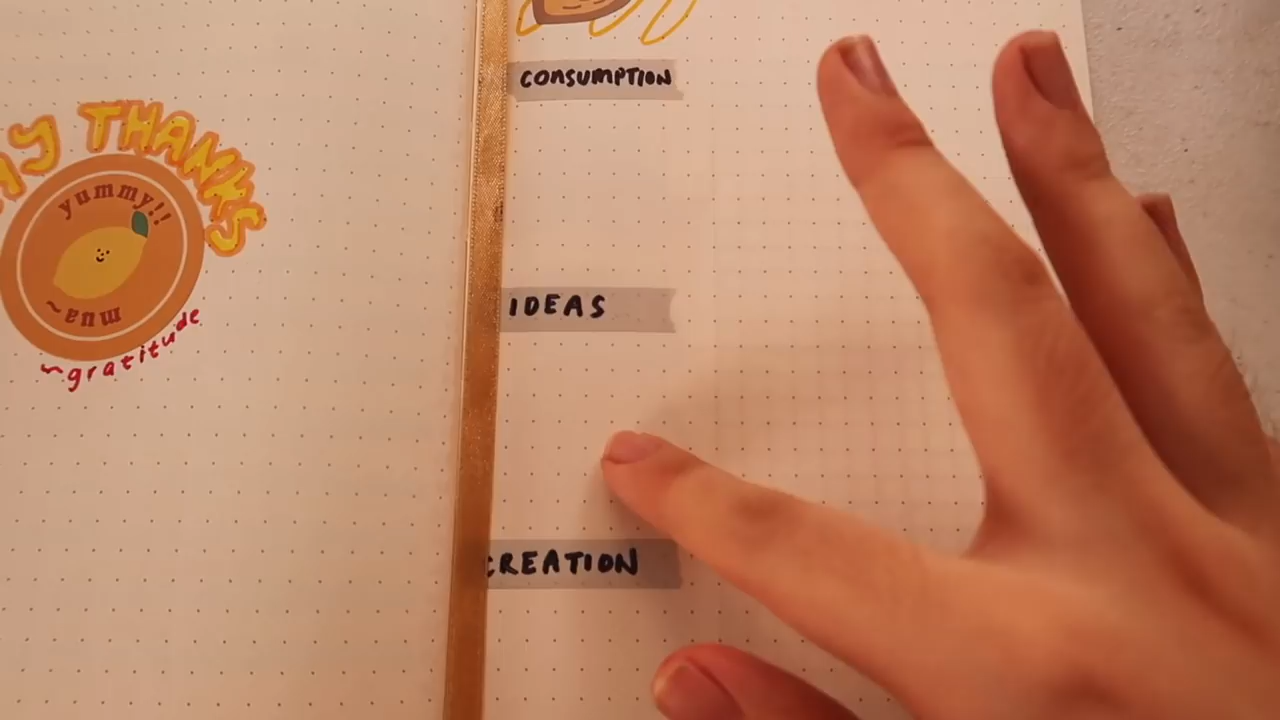 THANKS
yummy!!
mua~
~gratitude
CONSUMPTION
IDEAS
CREATION